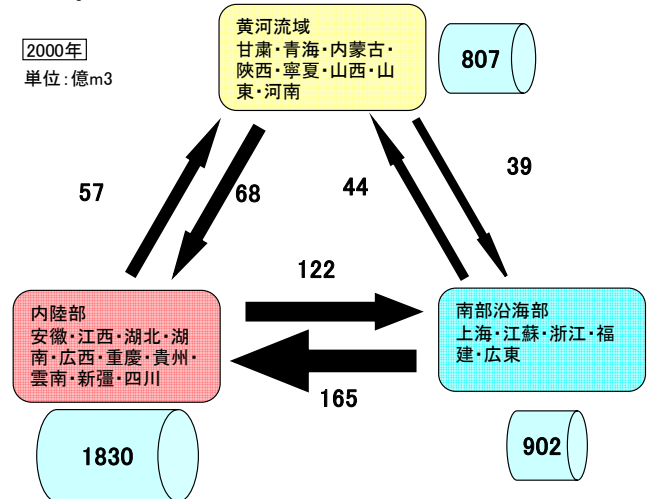 2000年
単位：億m3
黄河流域
甘粛・青海・内蒙古・
陝西・寧夏・山西・山
東・河南
807
57
68
44
39
122
165
内陸部
安徽・江西・湖北・湖
南・広西・重慶・貴州・
雲南・新疆・四川
1830
南部沿海部
上海・江蘇・浙江・福
建・広東
902